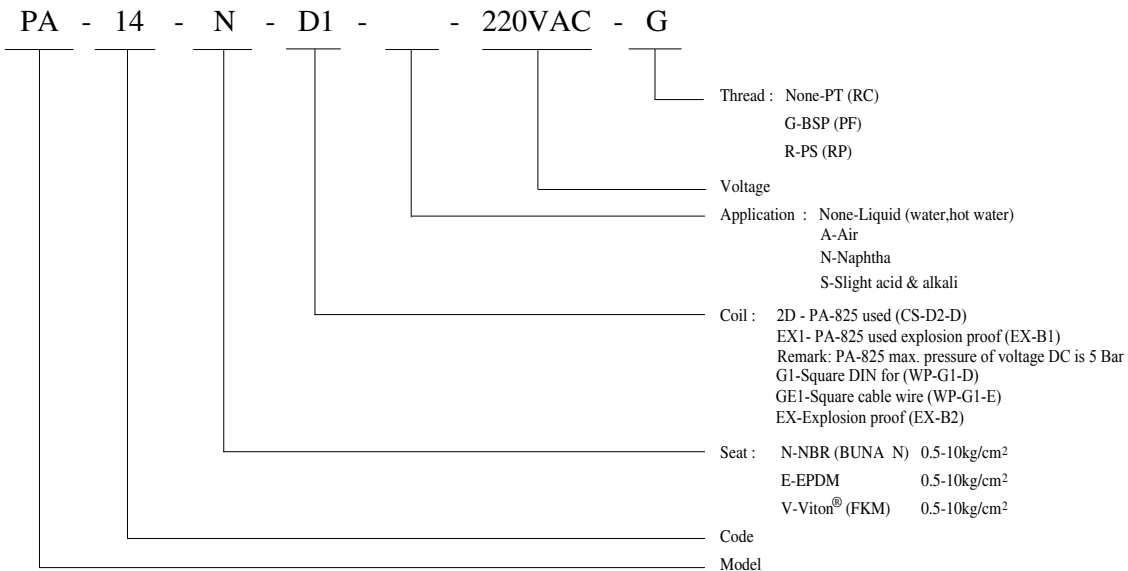 PA - 14 - N - D1 - - 220VAC - G
Thread : None-PT (RC)
G-BSP (PF)
R-PS (RP)
Voltage
Application : None-Liquid (water,hot water)
A-Air
N-Naphtha
S-Slight acid & alkali
Coil : 2D - PA-825 used (CS-D2-D)
EX1- PA-825 used explosion proof (EX-B1)
Remark: PA-825 max. pressure of voltage DC is 5 Bar
G1-Square DIN for (WP-G1-D)
GE1-Square cable wire (WP-G1-E)
EX-Explosion proof (EX-B2)
Seat : N-NBR (BUNA N) 0.5-10kg/cm²
E-EPDM 0.5-10kg/cm²
V-Viton® (FKM) 0.5-10kg/cm²
Code
Model